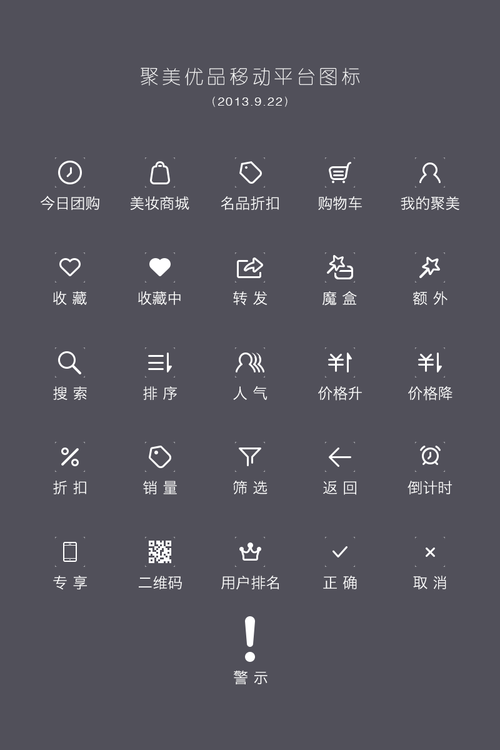 聚美优品移动平台图标
(2013.9.22)
今日团购 美妆商城 名品折扣 购物车 我的聚美
收藏 收藏中 转发 魔盒 额外
搜索 排序 人气 价格升 价格降
折扣 销量 筛选 返回 倒计时
专享 二维码 用户排名 正确 取消
警示